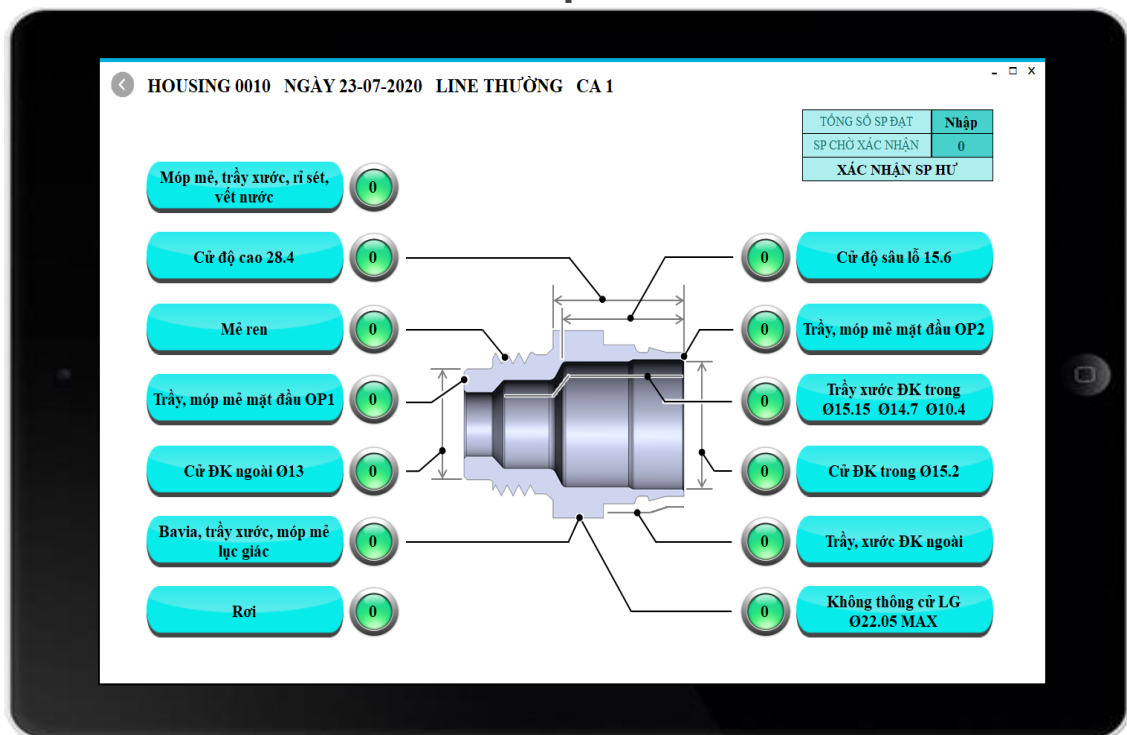 HOUSING 0010 NGÀY 23-07-2020 LINE THƯỜNG CA 1
TỔNG SỐ SP ĐẠT Nhập
SP CHỜ XÁC NHẬN 0
XÁC NHẬN SP HƯ
Móp mẻ, trầy xước, rỉ sét,
vết nước
0
Cử độ cao 28.4
0
0
Cử độ sâu lỗ 15.6
Mẻ ren
0
0
Trầy, móp mẻ mặt đầu OP2
Trầy, móp mẻ mặt đầu OP1
0
0
Trầy xước ĐK trong
Ø15.15 Ø14.7 Ø10.4
Cử ĐK ngoài Ø13
0
0
Cử ĐK trong Ø15.2
Bavia, trầy xước, móp mẻ
lục giác
0
0
Trầy, xước ĐK ngoài
Rơi
0
0
Không thông cử LG
Ø22.05 MAX